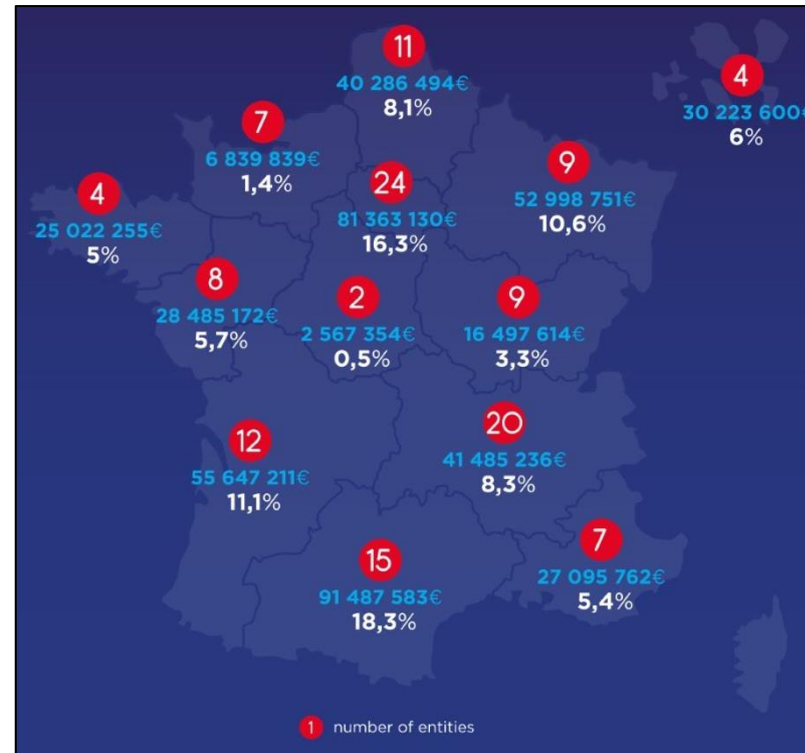 11
40 286 494€
8,1%
4
30 223 600€
6%
7
6 839 839€
1,4%
9
52 998 751€
10,6%
24
81 363 130€
16,3%
4
25 022 255€
5%
8
28 485 172€
5,7%
2
2 567 354€
0,5%
9
16 497 614€
3,3%
20
41 485 236€
8,3%
12
55 647 211€
11,1%
7
27 095 762€
5,4%
15
91 487 583€
18,3%
1 number of entities